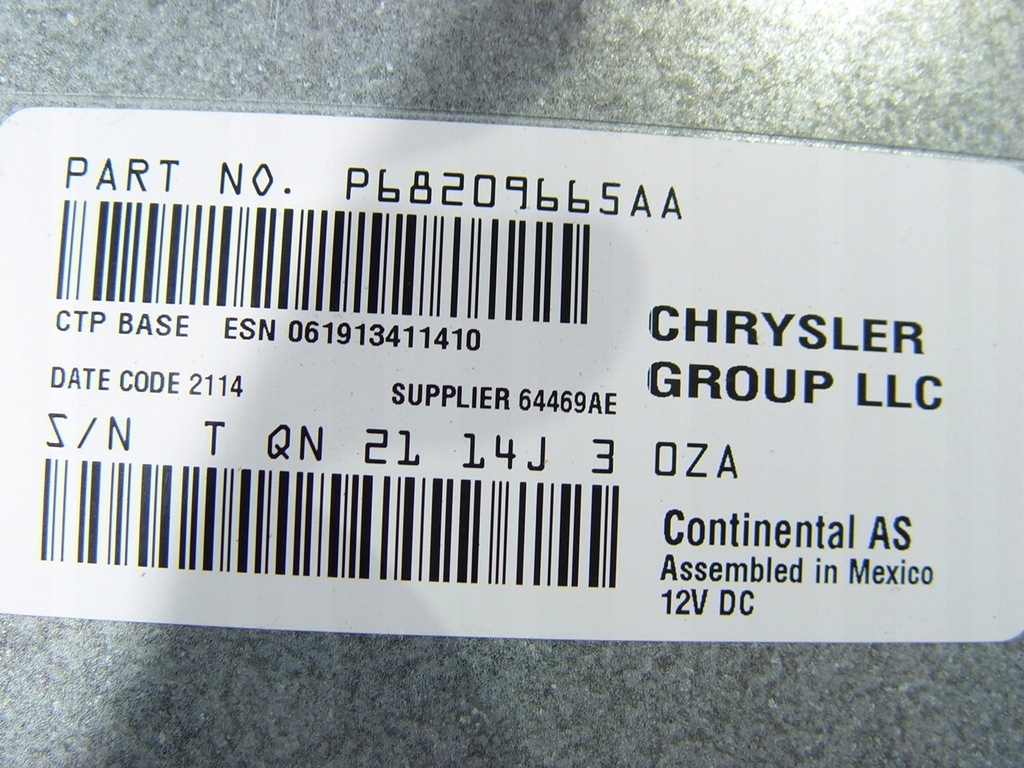 PART NO. P68209665AA
CTP BASE ESN 061913411410
CHRYSLER
GROUP LLC
DATE CODE 2114 SUPPLIER 64469AE
S/N T QN 21 14J 3 OZA
Continental AS
Assembled in Mexico
12V DC